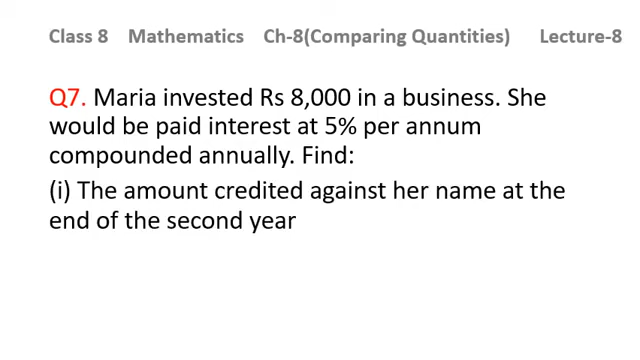 Class 8 Mathematics Ch-8(Comparing Quantities) Lecture-8
Q7. Maria invested Rs 8,000 in a business. She
would be paid interest at 5% per annum
compounded annually. Find:
(i) The amount credited against her name at the
end of the second year